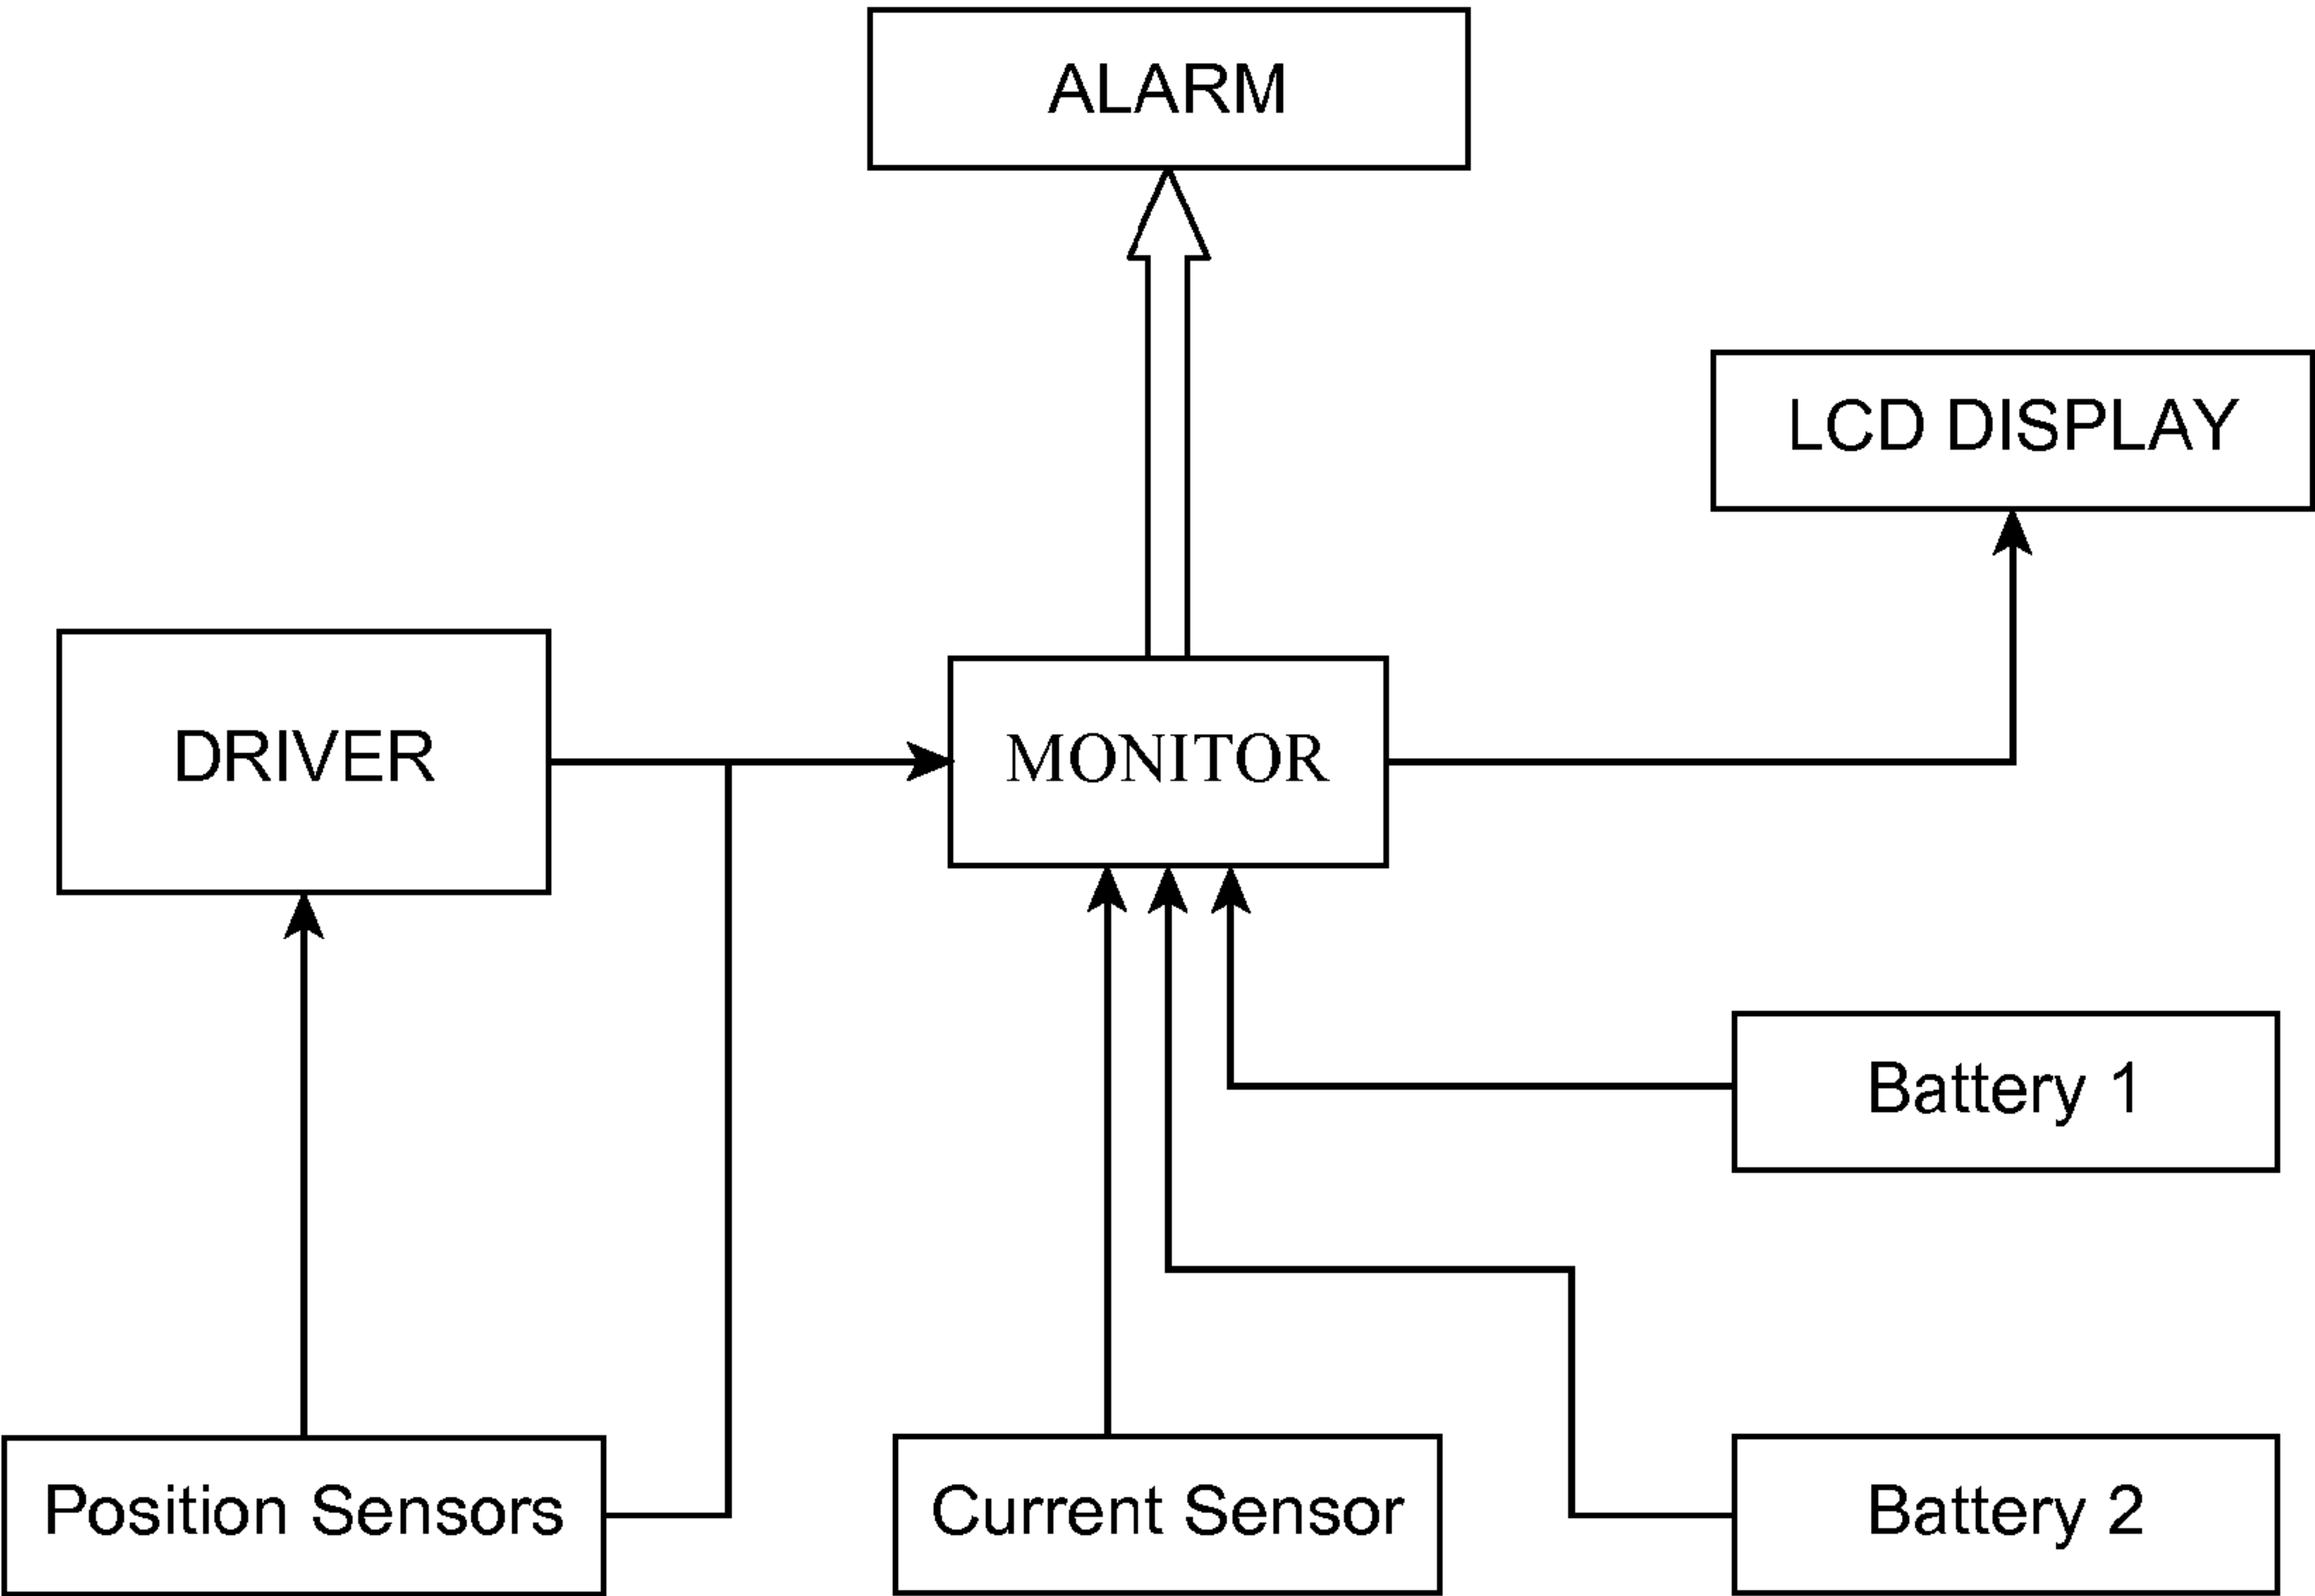 ALARM
LCD DISPLAY
DRIVER
MONITOR
Battery 1
Position Sensors
Current Sensor
Battery 2